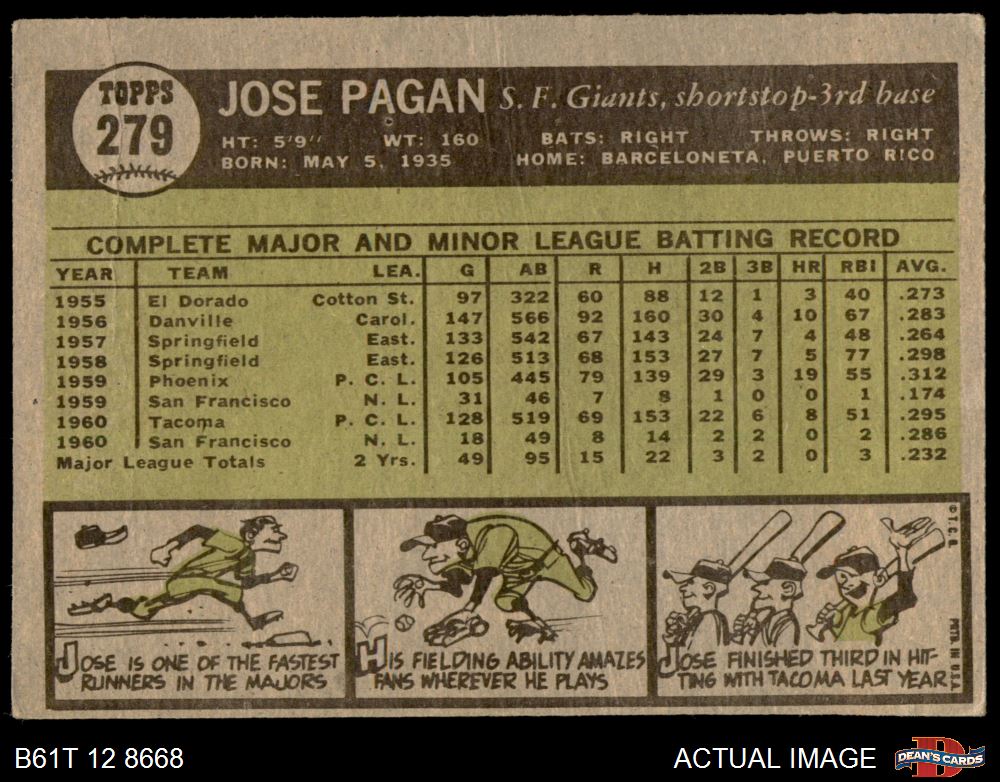 TOPPS
279
JOSE PAGAN S. F. Giants, shortstop-3rd base
HT: 5'9" WT: 160 BATS: RIGHT THROWS: RIGHT
BORN: MAY 5, 1935 HOME: BARCELONETA, PUERTO RICO
COMPLETE MAJOR AND MINOR LEAGUE BATTING RECORD
YEAR TEAM LEA. G AB R H 2B 3B HR RBI AVG.
1955 El Dorado Cotton St. 97 322 60 88 12 1 3 40 .273
1956 Danville Carol. 147 566 92 160 30 4 10 67 .283
1957 Springfield East. 133 542 67 143 24 7 4 48 .264
1958 Springfield East. 126 513 68 153 27 7 5 77 .298
1959 Phoenix P. C. L. 105 445 79 139 29 3 19 55 .312
1959 San Francisco N. L. 31 46 7 8 1 0 0 1 .174
1960 Tacoma P. C. L. 128 519 69 153 22 6 8 51 .295
1960 San Francisco N. L. 18 49 8 14 2 2 0 2 .286
Major League Totals 2 Yrs. 49 95 15 22 3 2 0 3 .232
JOSE IS ONE OF THE FASTEST
RUNNERS IN THE MAJORS
HIS FIELDING ABILITY AMAZES
FANS WHEREVER HE PLAYS
JOSE FINISHED THIRD IN HIT-
TING WITH TACOMA LAST YEAR
© T. C. G.
PRTD. IN U.S.A.
B61T 12 8668
ACTUAL IMAGE
DEAN'S CARDS